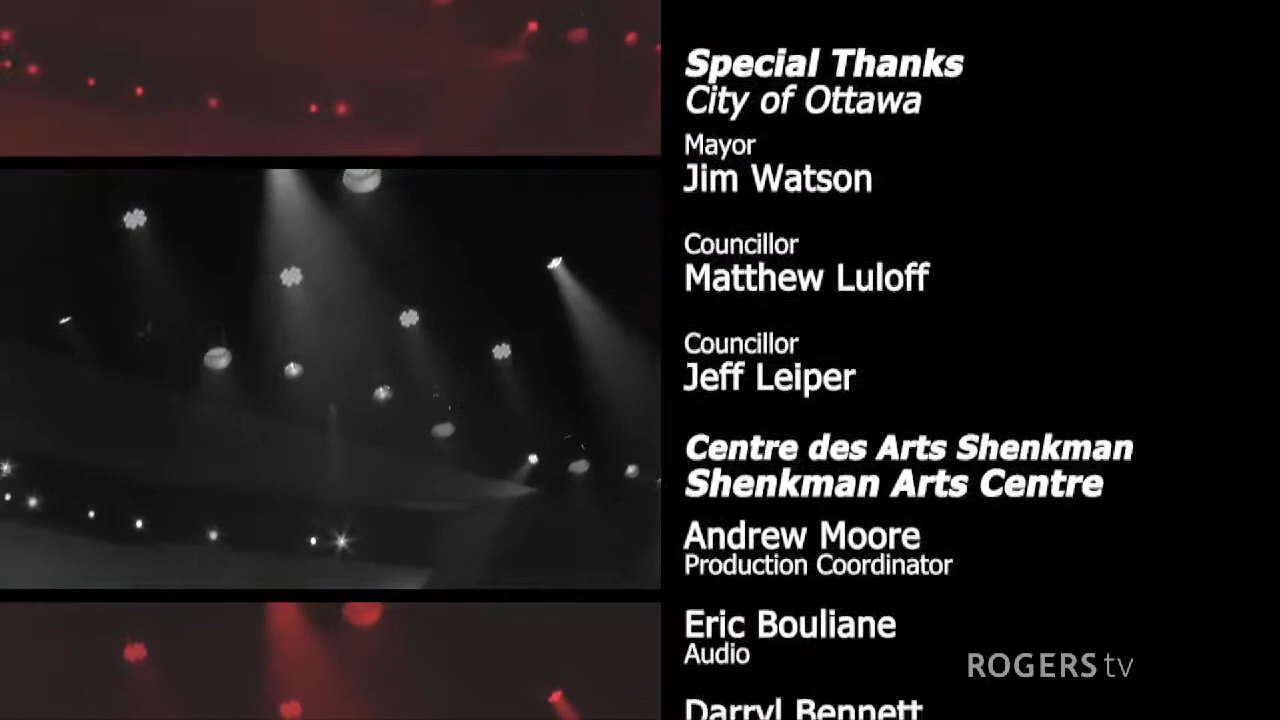 Special Thanks
City of Ottawa
Mayor
Jim Watson
Councillor
Matthew Luloff
Councillor
Jeff Leiper
Centre des Arts Shenkman
Shenkman Arts Centre
Andrew Moore
Production Coordinator
Eric Bouliane
Audio
ROGERS tv
Darryl Bennett